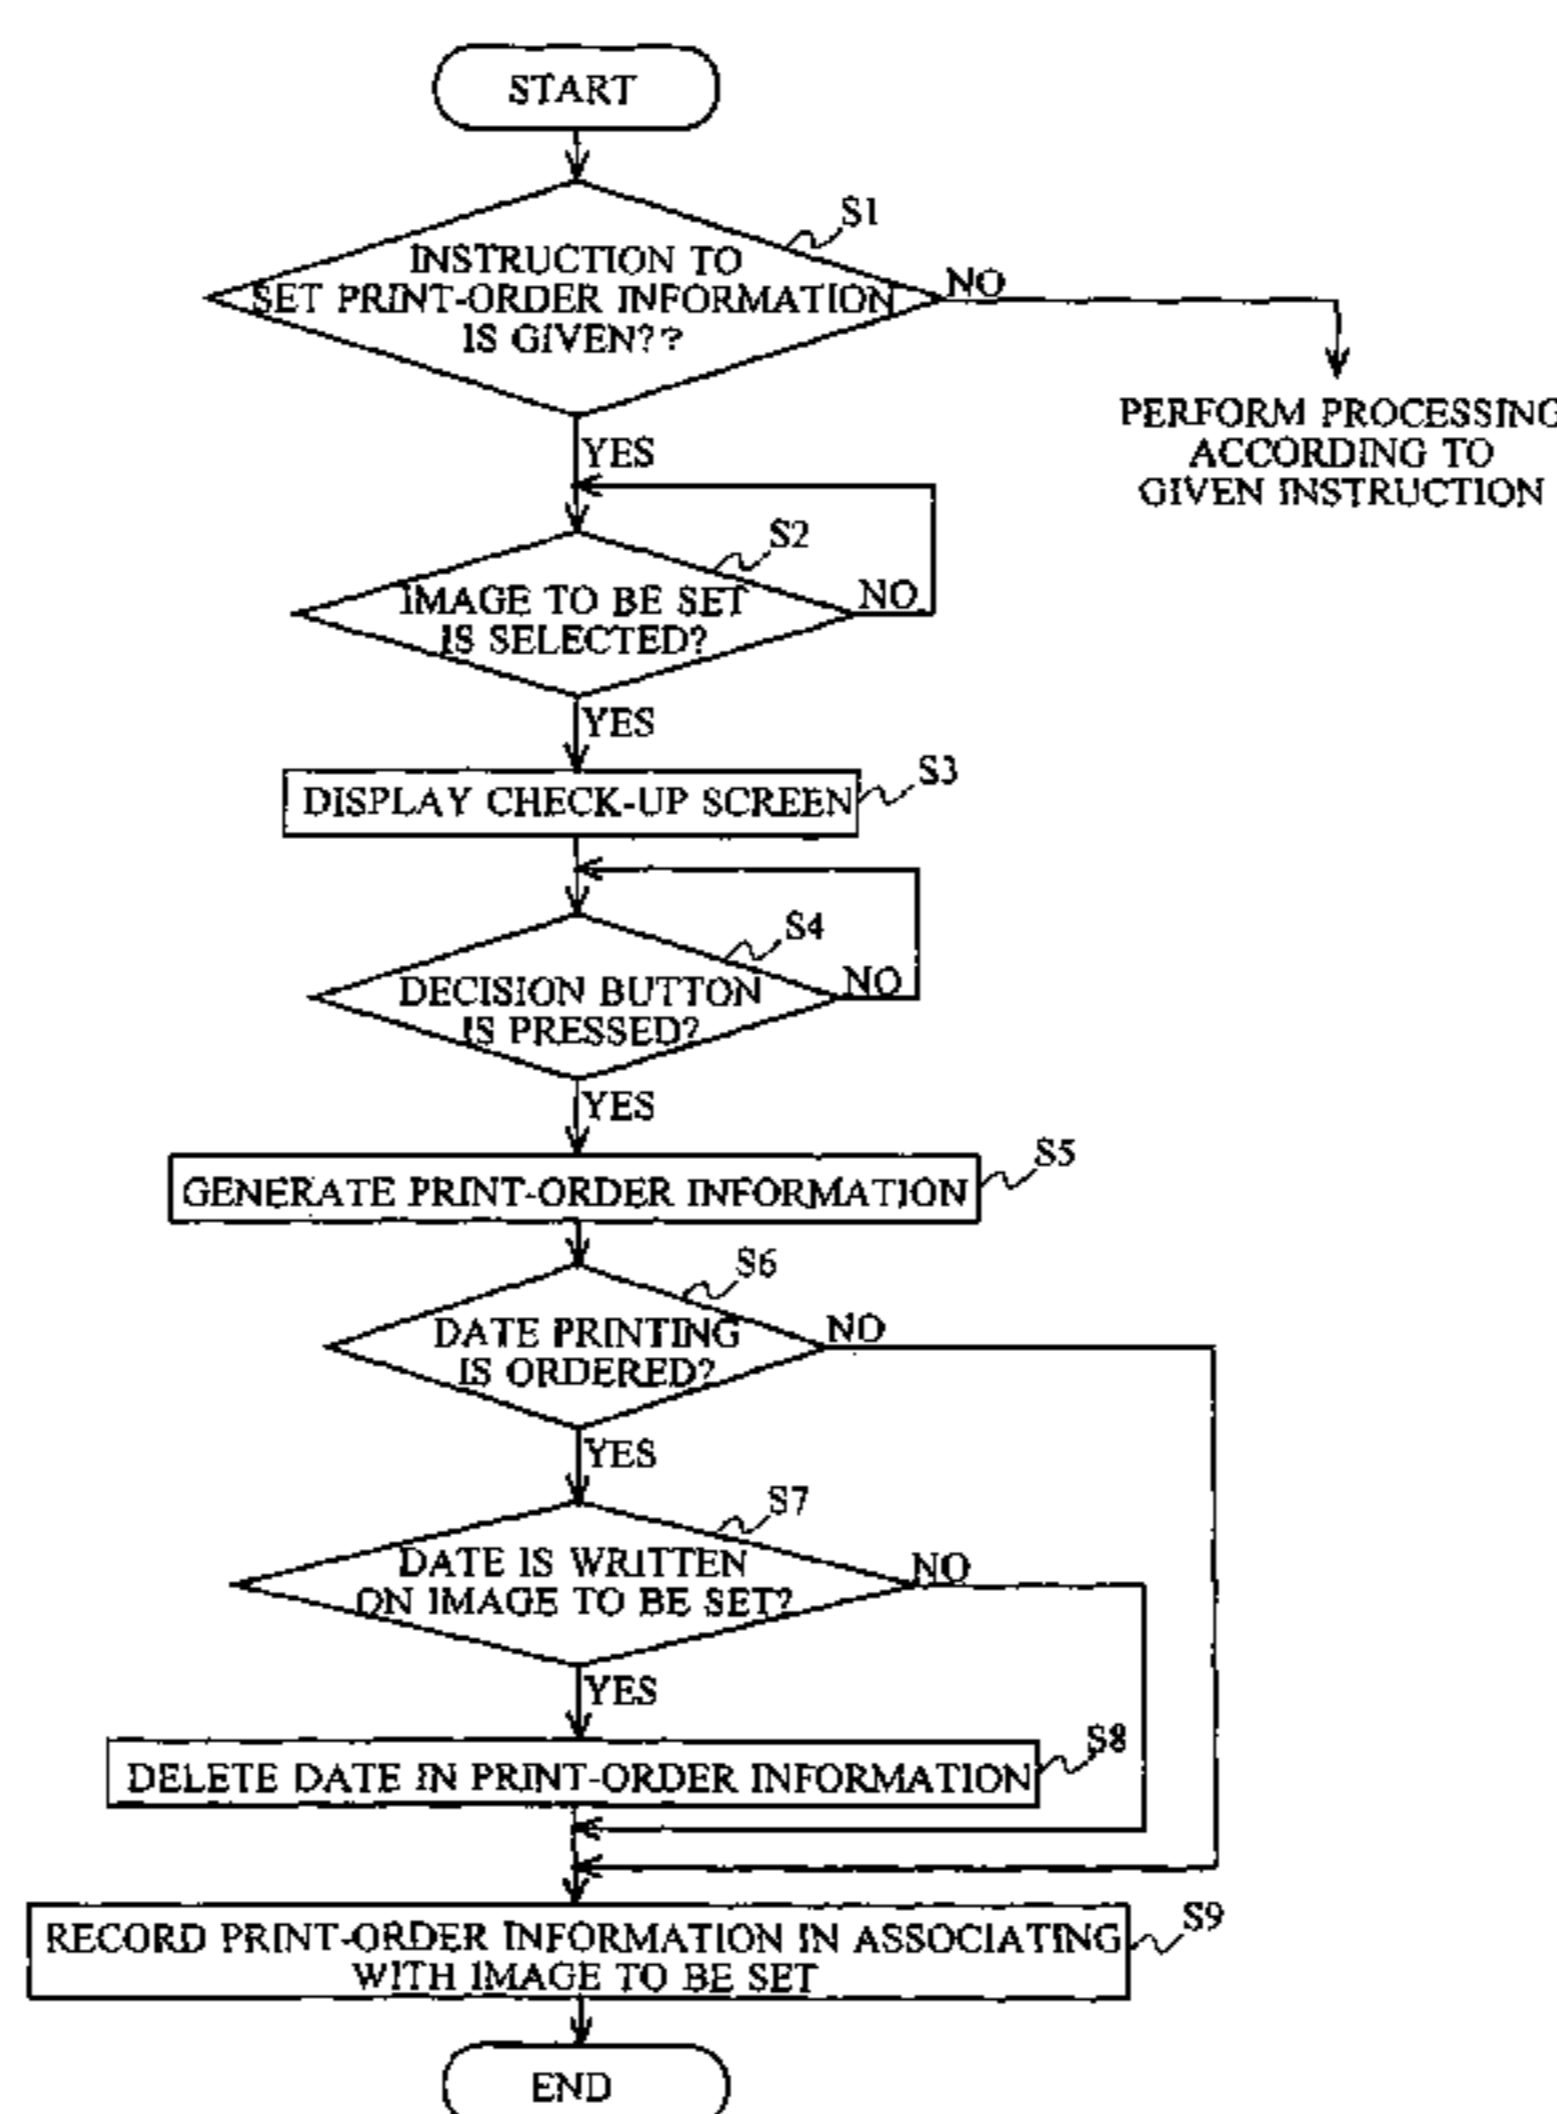 START
S1
INSTRUCTION TO
SET PRINT-ORDER INFORMATION
IS GIVEN??
NO
PERFORM PROCESSING
ACCORDING TO
GIVEN INSTRUCTION
YES
S2
IMAGE TO BE SET
IS SELECTED?
NO
YES
S3
DISPLAY CHECK-UP SCREEN
S4
DECISION BUTTON
IS PRESSED?
NO
YES
S5
GENERATE PRINT-ORDER INFORMATION
S6
DATE PRINTING
IS ORDERED?
NO
YES
S7
DATE IS WRITTEN
ON IMAGE TO BE SET?
NO
YES
S8
DELETE DATE IN PRINT-ORDER INFORMATION
S9
RECORD PRINT-ORDER INFORMATION IN ASSOCIATING
WITH IMAGE TO BE SET
END